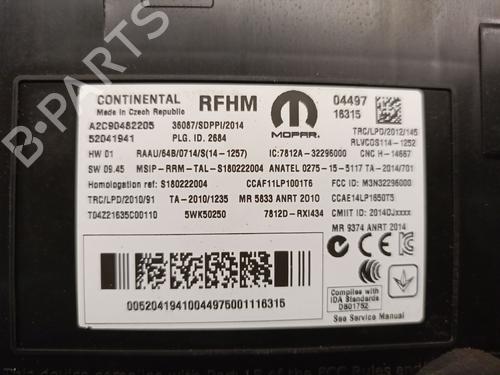 CONTINENTAL RFHM 04497
Made in Czech Republic 16315
A2C90482205 36087/SDPPI/2014 MOPAR. TRC/LPD/2012/145
52041941 PLG. ID. 2684 RLVCOS114-1252
HW 01 RAAU/64B/0714/S(14-1257) IC:7812A-32296000 CNC H-14667
SW 09.45 MSIP-RRM-TAL-S180222004 ANATEL 0275-15-5117 TA-2014/701
Homologation ref: S180222004 CCAF11LP1001T6 FCC ID: M3N32296000
TRC/LPD/2010/91 TA-2010/1235 MR 5833 ANRT 2010 CCAE14LP1650T5
T04Z21635C00110 5WK50250 7812D-RXI434 CMIIT ID: 2014DJxxxx
MR 9374 ANRT 2014
Complies with
IDA Standards
DB01752
00520419410044975001116315
See Service Manual
B-PARTS